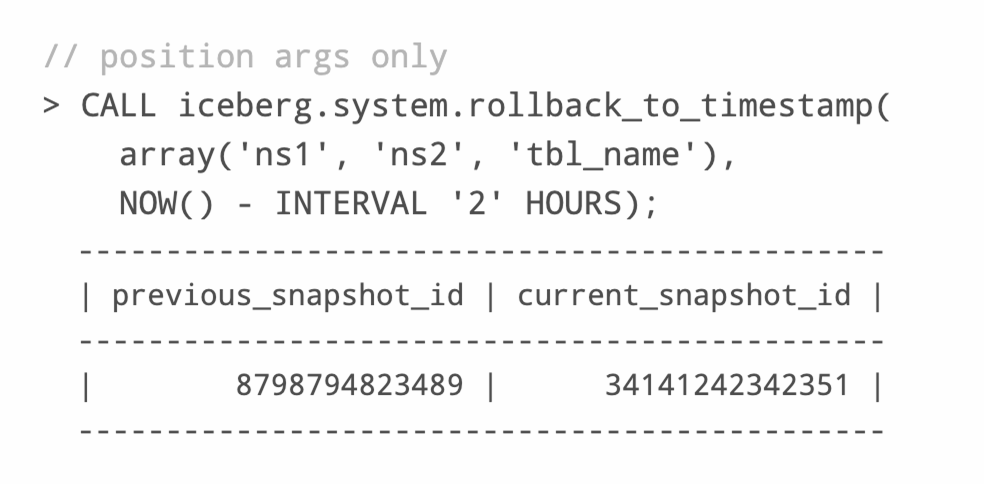 // position args only
> CALL iceberg.system.rollback_to_timestamp(
    array('ns1', 'ns2', 'tbl_name'),
    NOW() - INTERVAL '2' HOURS);
  ----------------------------------------------
  | previous_snapshot_id | current_snapshot_id |
  ----------------------------------------------
  |        8798794823489 |      34141242342351 |
  ----------------------------------------------